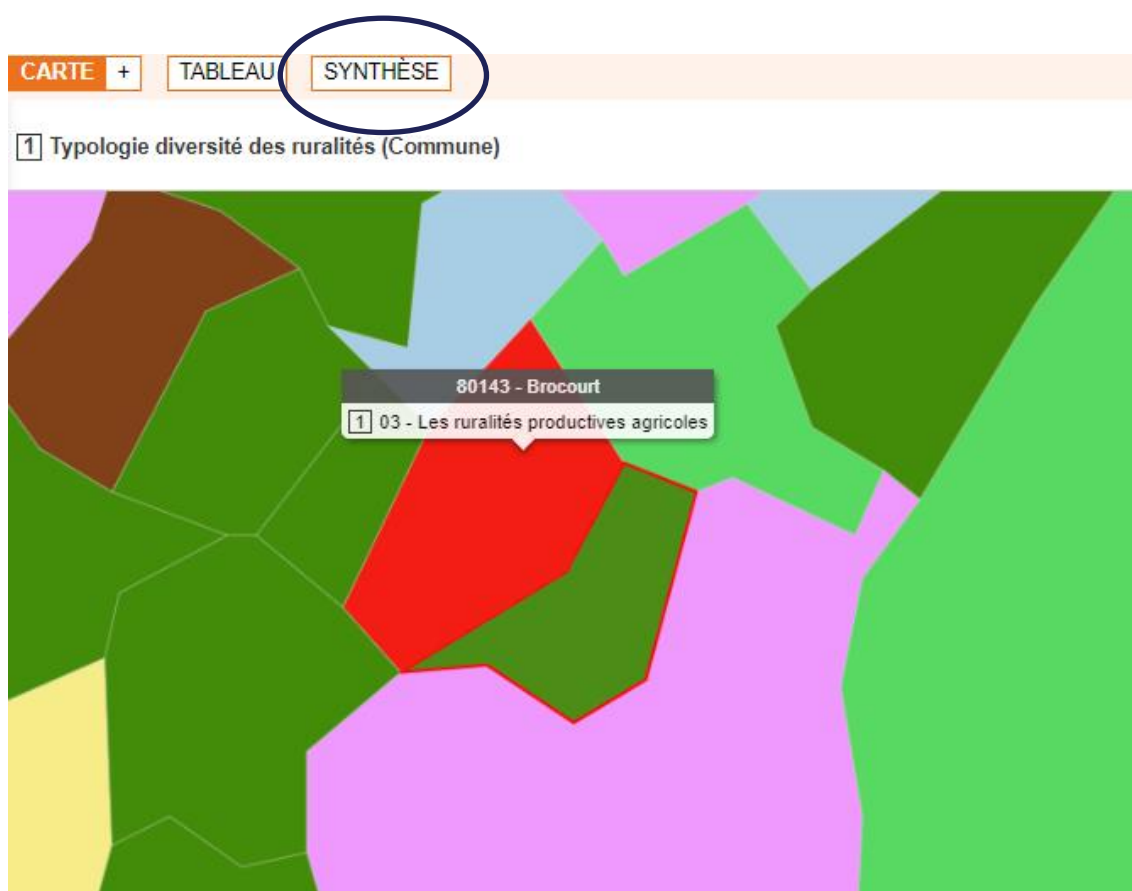 CARTE + TABLEAU SYNTHÈSE
1 Typologie diversité des ruralités (Commune)
80143 - Brocourt
1 03 - Les ruralités productives agricoles